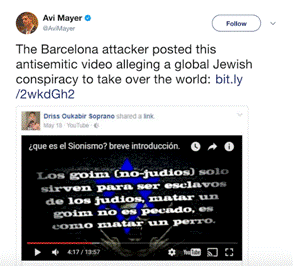 Avi Mayer
@AviMayer
Follow
The Barcelona attacker posted this
antisemitic video alleging a global Jewish
conspiracy to take over the world: bit.ly
/2wkdGh2
Driss Oukabir Soprano shared a link.
May 18 · YouTube ·
¿que es el Sionismo? breve introducción.
Los goim (no-judios) solo
sirven para ser esclavos
de los judios, matar un
goim no es pecado, es
como matar un perro.
4:17 / 13:57
YouTube